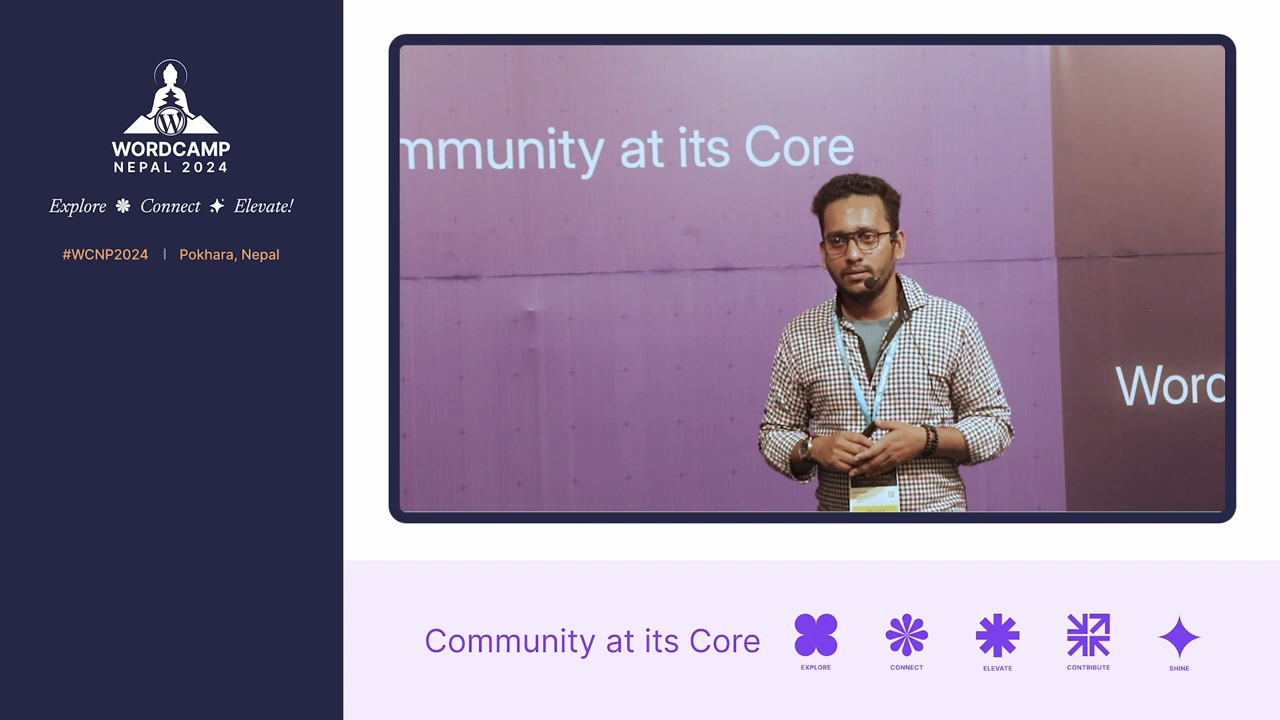 WORDCAMP
NEPAL 2024
Explore Connect Elevate!
#WCNP2024 | Pokhara, Nepal
mmunity at its Core
Word
Community at its Core
EXPLORE
CONNECT
ELEVATE
CONTRIBUTE
SHINE